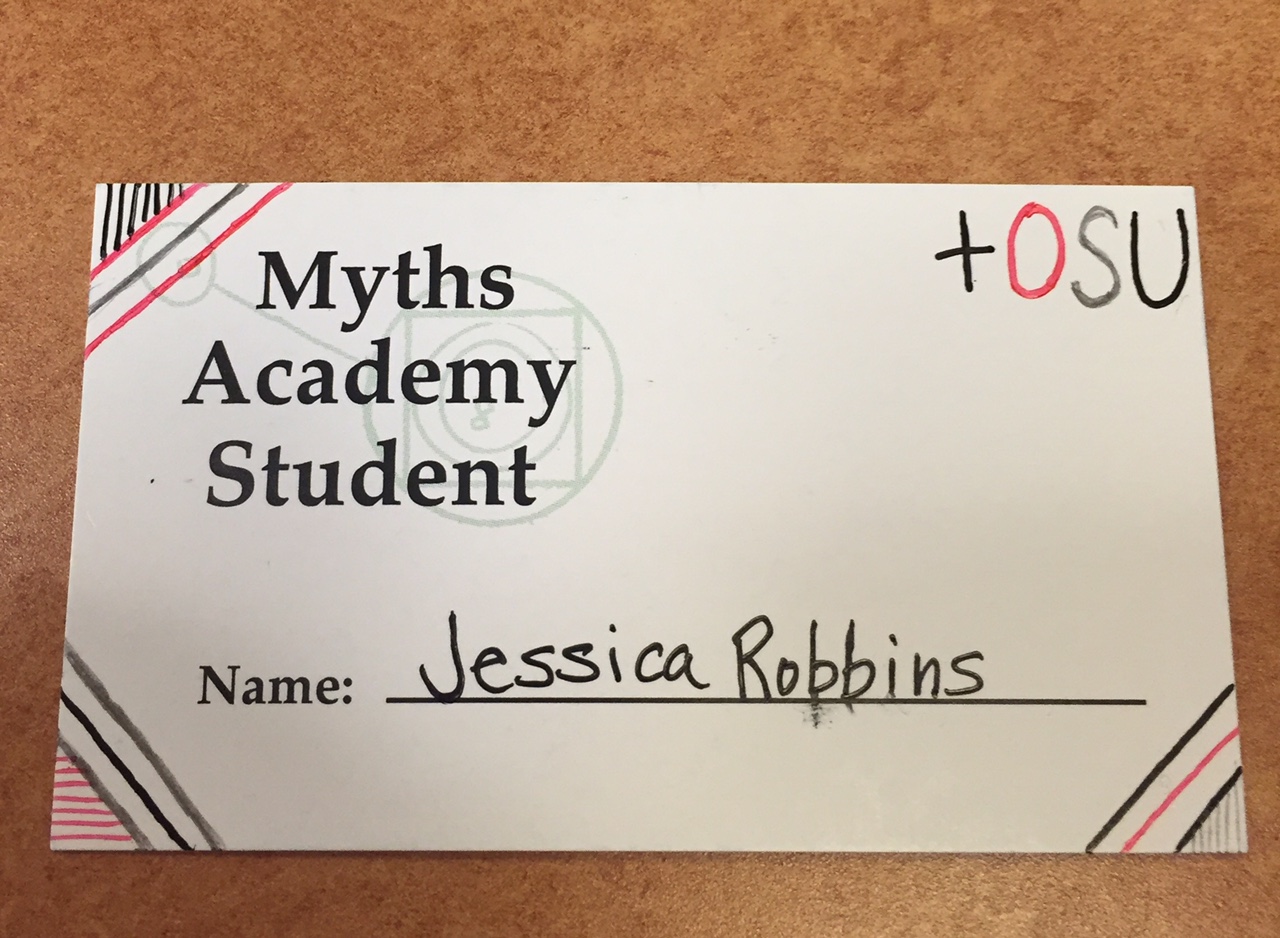 +OSU
Myths
Academy
Student
Name: Jessica Robbins